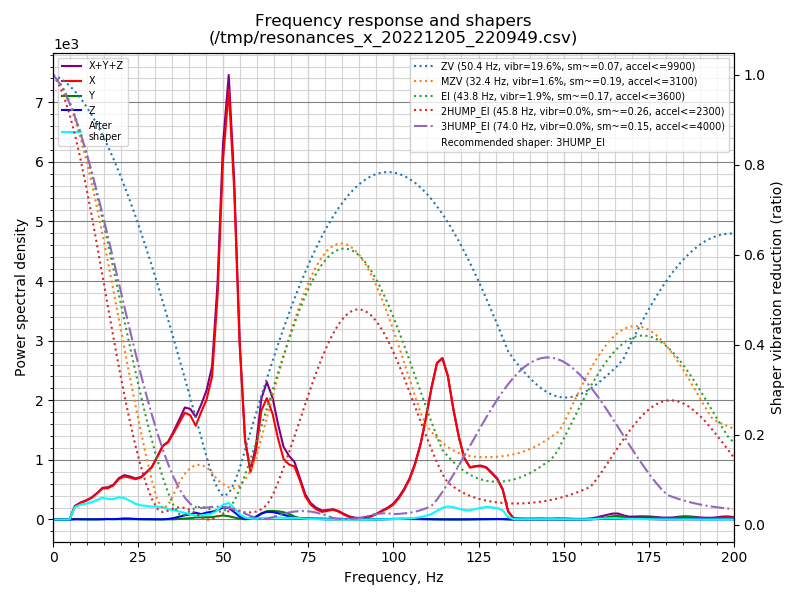 Frequency response and shapers
(/tmp/resonances_x_20221205_220949.csv)
1e3
X+Y+Z
X
Y
Z
After
shaper
ZV (50.4 Hz, vibr=19.6%, sm~=0.07, accel<=9900)
MZV (32.4 Hz, vibr=1.6%, sm~=0.19, accel<=3100)
EI (43.8 Hz, vibr=1.9%, sm~=0.17, accel<=3600)
2HUMP_EI (45.8 Hz, vibr=0.0%, sm~=0.26, accel<=2300)
3HUMP_EI (74.0 Hz, vibr=0.0%, sm~=0.15, accel<=4000)
Recommended shaper: 3HUMP_EI
7
6
5
4
3
2
1
0
Power spectral density
1.0
0.8
0.6
0.4
0.2
0.0
Shaper vibration reduction (ratio)
0 25 50 75 100 125 150 175 200
Frequency, Hz